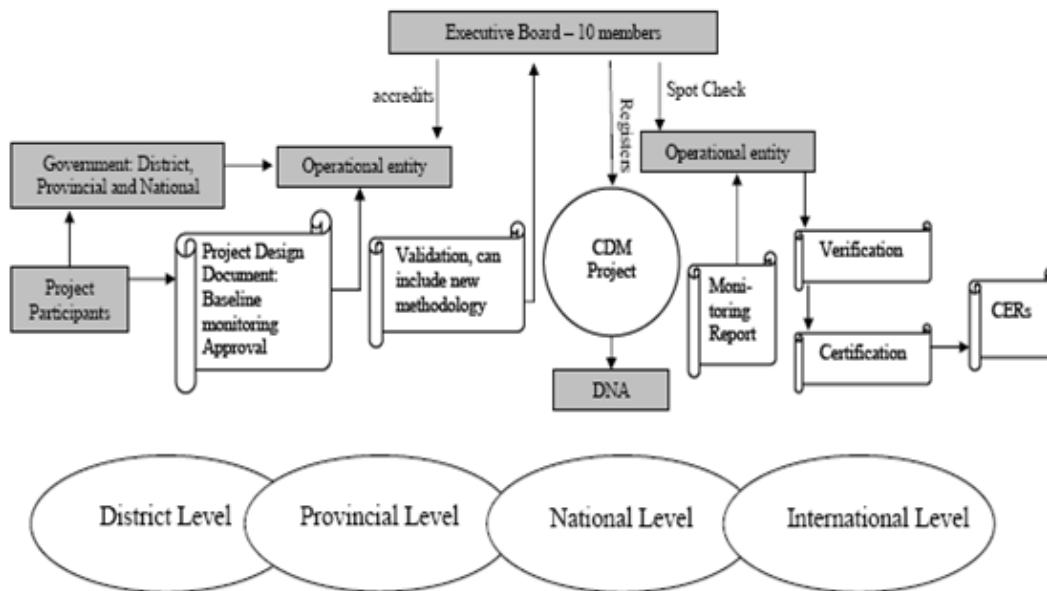 Executive Board – 10 members
accredits
Registers
Spot Check
Government: District,
Provincial and National
Operational entity
Operational entity
Project
Participants
Project Design
Document:
Baseline
monitoring
Approval
Validation, can
include new
methodology
CDM
Project
DNA
Moni-
toring
Report
Verification
Certification
CERs
District Level
Provincial Level
National Level
International Level